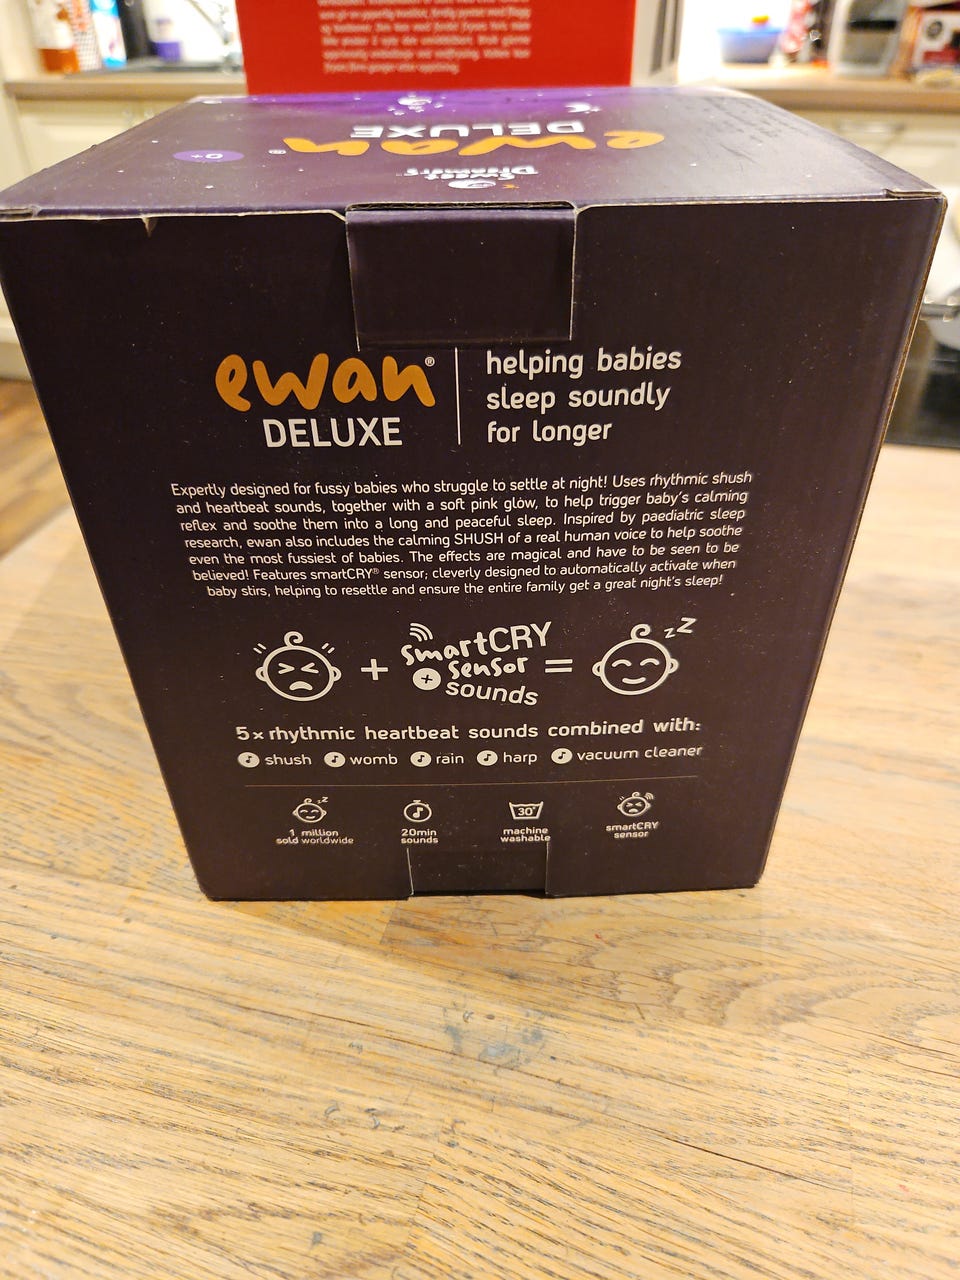 DELUXE
ewan®
0+
sweet
Dreamers
ewan®
DELUXE
helping babies
sleep soundly
for longer
Expertly designed for fussy babies who struggle to settle at night! Uses rhythmic shush
and heartbeat sounds, together with a soft pink glow, to help trigger baby's calming
reflex and soothe them into a long and peaceful sleep. Inspired by paediatric sleep
research, ewan also includes the calming SHUSH of a real human voice to help soothe
even the most fussiest of babies. The effects are magical and have to be seen to be
believed! Features smartCRY® sensor; cleverly designed to automatically activate when
baby stirs, helping to resettle and ensure the entire family get a great night's sleep!
zzZ
smartCRY
+ sensor =
+ sounds
5x rhythmic heartbeat sounds combined with:
shush womb rain harp vacuum cleaner
zzZ
30°
1 million
sold worldwide
20min
sounds
machine
washable
smartCRY
sensor